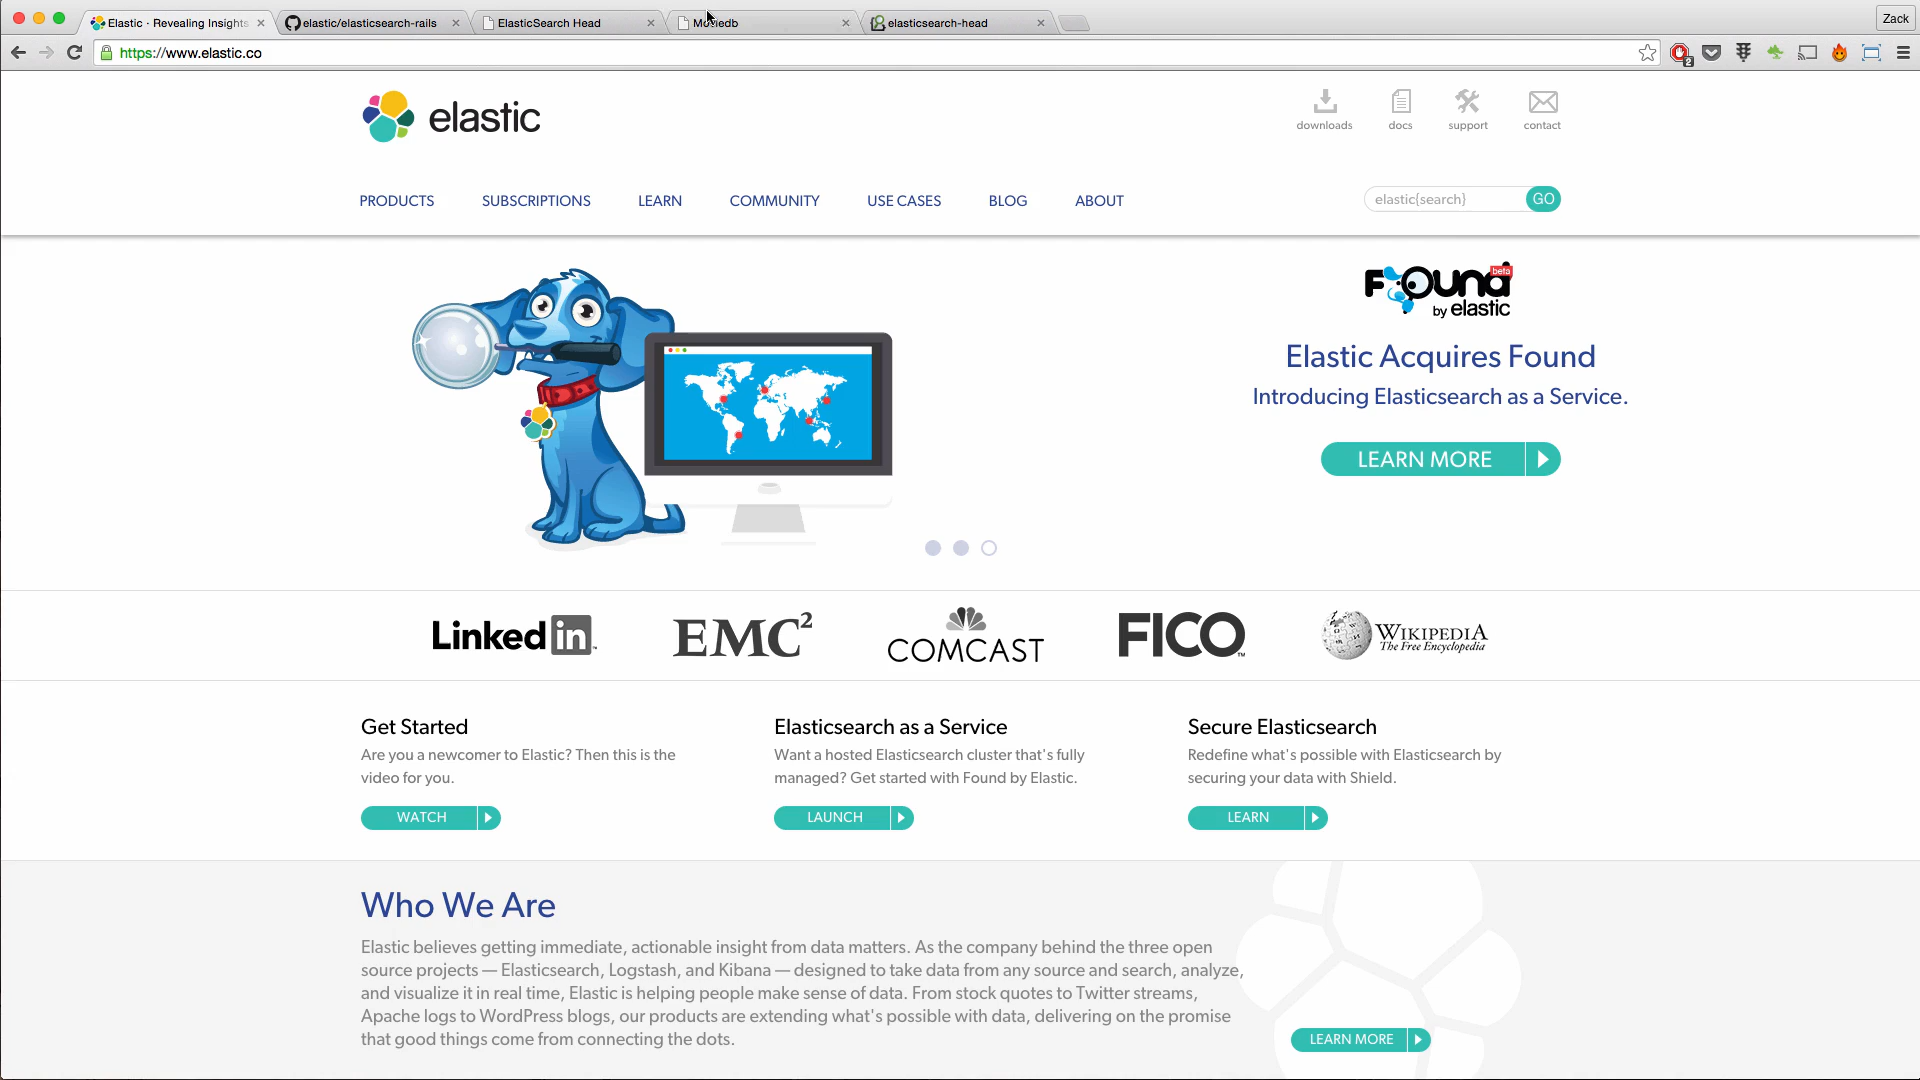 Elastic · Revealing Insights
elastic/elasticsearch-rails
ElasticSearch Head
elasticsearch-head
Zack
https://www.elastic.co
2
elastic
downloads
docs
support
contact
PRODUCTS
SUBSCRIPTIONS
LEARN
COMMUNITY
USE CASES
BLOG
ABOUT
elastic{search}
GO
Found
beta
by elastic
Elastic Acquires Found
Introducing Elasticsearch as a Service.
LEARN MORE
Linked in
EMC²
COMCAST
FICO
WIKIPEDIA
The Free Encyclopedia
Get Started
Are you a newcomer to Elastic? Then this is the
video for you.
WATCH
Elasticsearch as a Service
Want a hosted Elasticsearch cluster that's fully
managed? Get started with Found by Elastic.
LAUNCH
Secure Elasticsearch
Redefine what's possible with Elasticsearch by
securing your data with Shield.
LEARN
Who We Are
Elastic believes getting immediate, actionable insight from data matters. As the company behind the three open
source projects — Elasticsearch, Logstash, and Kibana — designed to take data from any source and search, analyze,
and visualize it in real time, Elastic is helping people make sense of data. From stock quotes to Twitter streams,
Apache logs to WordPress blogs, our products are extending what's possible with data, delivering on the promise
that good things come from connecting the dots.
LEARN MORE